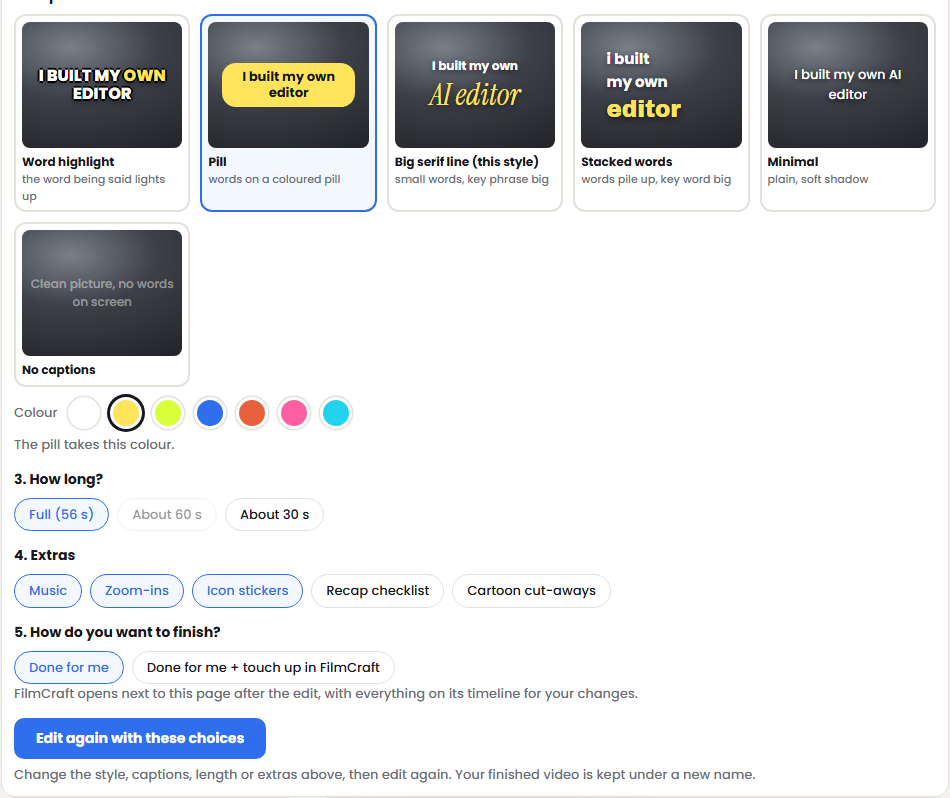 I BUILT MY OWN
EDITOR
Word highlight
the word being said lights
up
I built my own
editor
Pill
words on a coloured pill
I built my own
AI editor
Big serif line (this style)
small words, key phrase big
i built
my own
editor
Stacked words
words pile up, key word big
I built my own AI
editor
Minimal
plain, soft shadow
Clean picture, no words
on screen
No captions
Colour
The pill takes this colour.
3. How long?
Full (56 s) About 60 s About 30 s
4. Extras
Music Zoom-ins Icon stickers Recap checklist Cartoon cut-aways
5. How do you want to finish?
Done for me Done for me + touch up in FilmCraft
FilmCraft opens next to this page after the edit, with everything on its timeline for your changes.
Edit again with these choices
Change the style, captions, length or extras above, then edit again. Your finished video is kept under a new name.